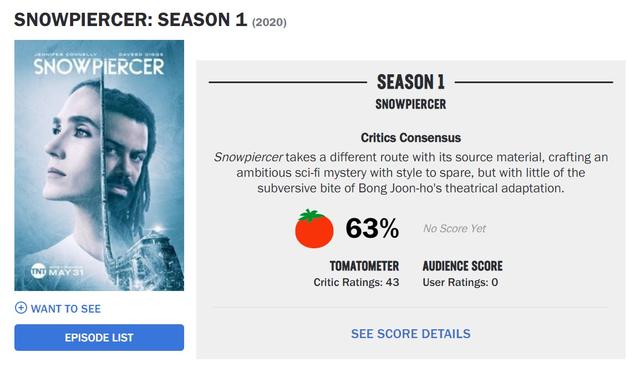 SNOWPIERCER: SEASON 1 (2020)
JENNIFER CONNELLY DAVEED DIGGS
SNOWPIERCER
TNT
MAY 31
WANT TO SEE
EPISODE LIST
SEASON 1
SNOWPIERCER
Critics Consensus
Snowpiercer takes a different route with its source material, crafting an
ambitious sci-fi mystery with style to spare, but with little of the
subversive bite of Bong Joon-ho's theatrical adaptation.
63% No Score Yet
TOMATOMETER AUDIENCE SCORE
Critic Ratings: 43 User Ratings: 0
SEE SCORE DETAILS